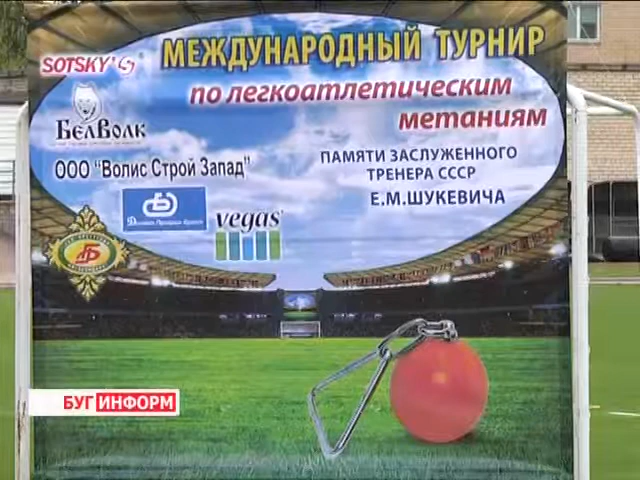 МЕЖДУНАРОДНЫЙ ТУРНИР
SOTSKY'S
по легкоатлетическим
метаниям
БЕЛВОЛК
ООО "Волис Строй Запад"
ПАМЯТИ ЗАСЛУЖЕННОГО
ТРЕНЕРА СССР
Е.М.ШУКЕВИЧА
vegas
БУГИНФОРМ